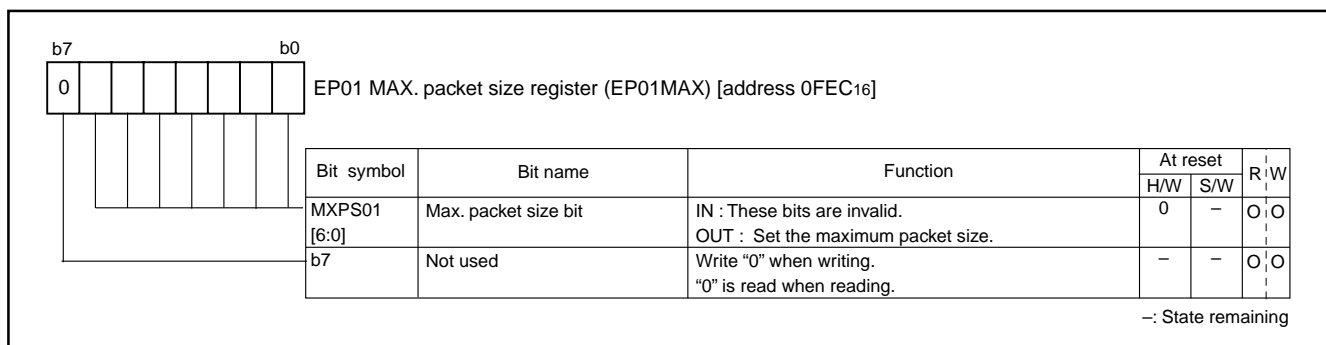 b7 b0
0
EP01 MAX. packet size register (EP01MAX) [address 0FEC16]
Bit symbol Bit name Function At reset R W
H/W S/W
MXPS01 Max. packet size bit IN : These bits are invalid. 0 – O O
[6:0] OUT : Set the maximum packet size.
b7 Not used Write “0” when writing. – – O O
“0” is read when reading.
–: State remaining